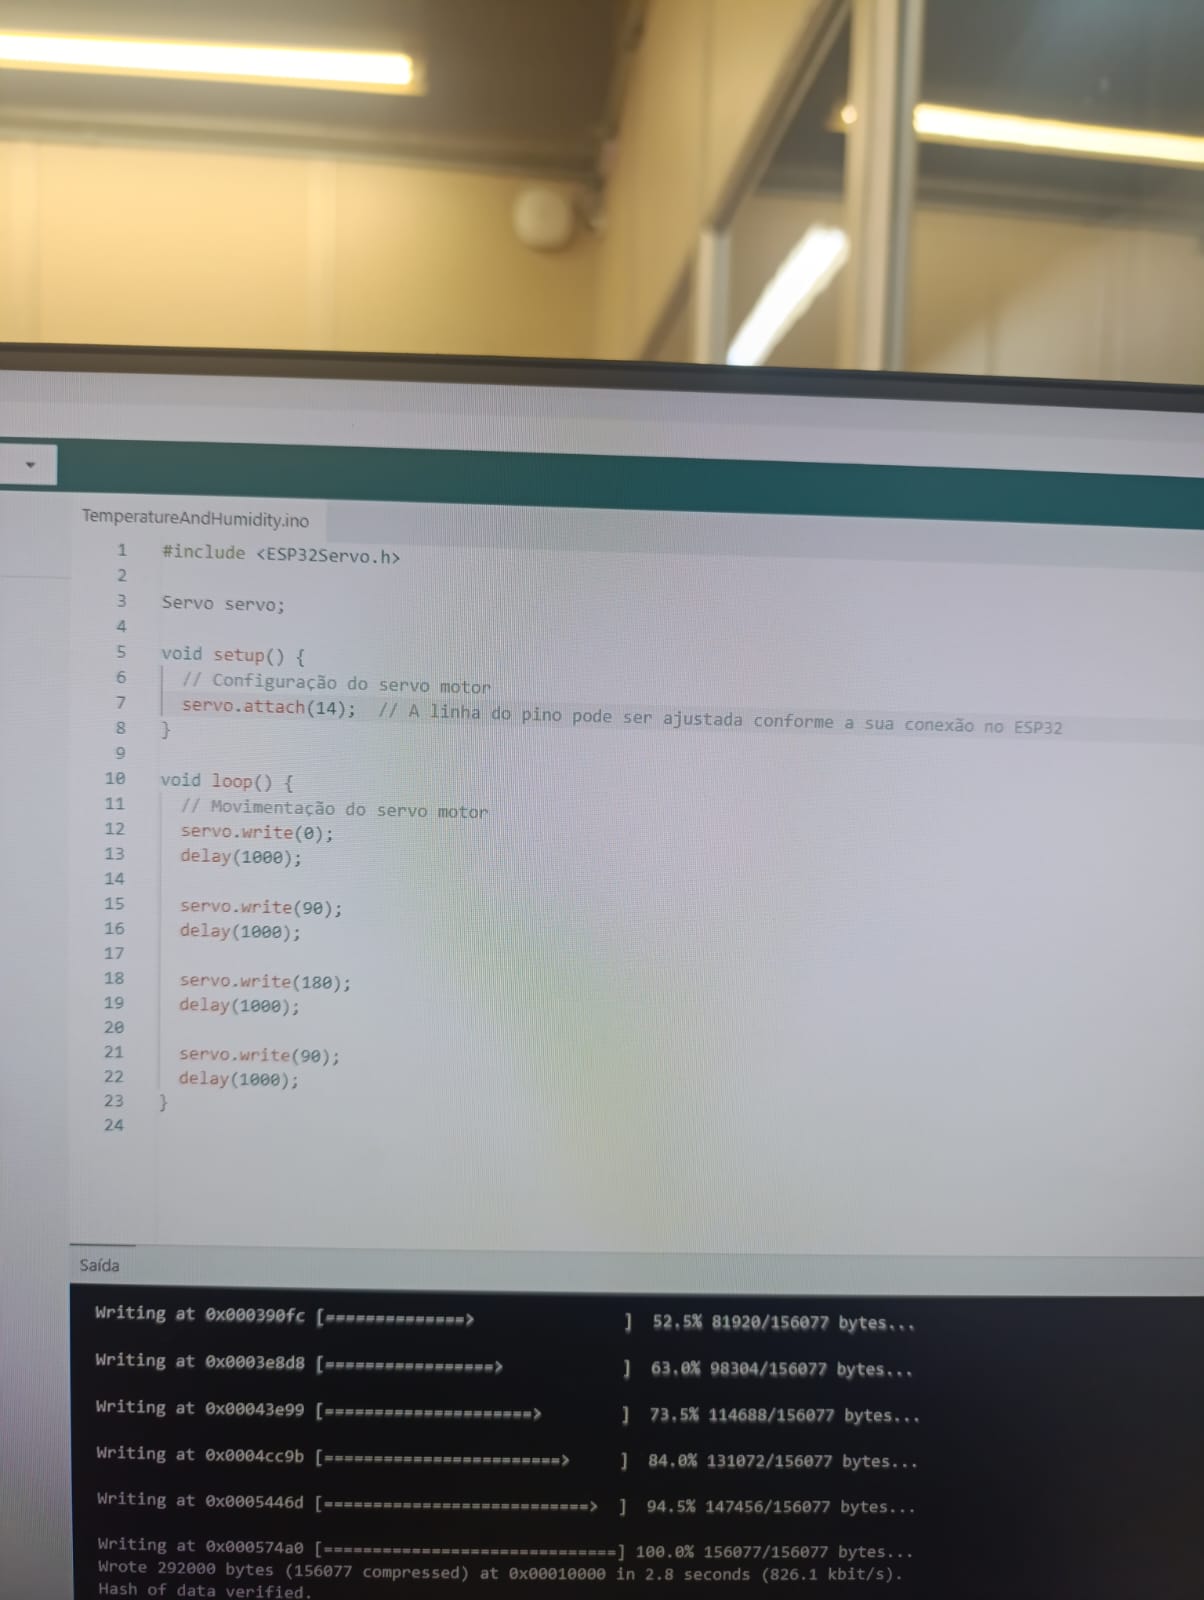 TemperatureAndHumidity.ino
1 #include <ESP32Servo.h>
2
3 Servo servo;
4
5 void setup() {
6 // Configuração do servo motor
7 servo.attach(14); // A linha do pino pode ser ajustada conforme a sua conexão no ESP32
8 }
9
10 void loop() {
11 // Movimentação do servo motor
12 servo.write(0);
13 delay(1000);
14
15 servo.write(90);
16 delay(1000);
17
18 servo.write(180);
19 delay(1000);
20
21 servo.write(90);
22 delay(1000);
23 }
24
Saída
Writing at 0x000390fc [==============>               ]  52.5% 81920/156077 bytes...
Writing at 0x0003e8d8 [=================>            ]  63.0% 98304/156077 bytes...
Writing at 0x00043e99 [=====================>        ]  73.5% 114688/156077 bytes...
Writing at 0x0004cc9b [========================>     ]  84.0% 131072/156077 bytes...
Writing at 0x0005446d [===========================>  ]  94.5% 147456/156077 bytes...
Writing at 0x000574a0 [==============================] 100.0% 156077/156077 bytes...
Wrote 292000 bytes (156077 compressed) at 0x00010000 in 2.8 seconds (826.1 kbit/s).
Hash of data verified.